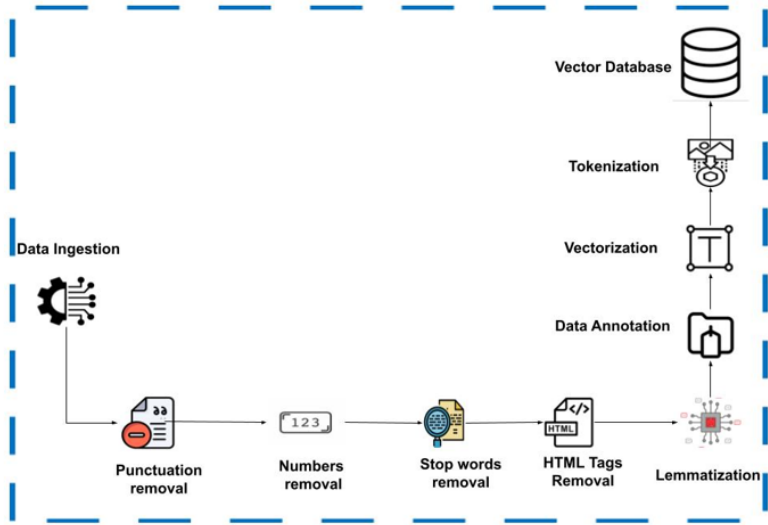 Vector Database
Tokenization
Vectorization
Data Ingestion
Data Annotation
123
HTML
Punctuation
removal
Numbers
removal
Stop words
removal
HTML Tags
Removal
Lemmatization